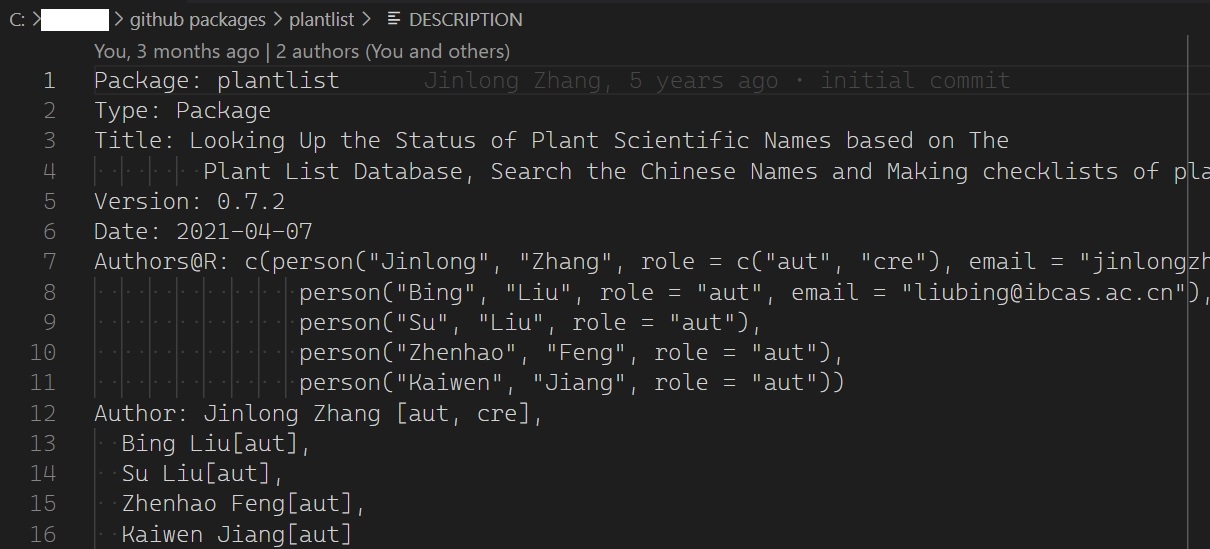 C: > > github packages > plantlist > DESCRIPTION
You, 3 months ago | 2 authors (You and others)
1 Package: plantlist Jinlong Zhang, 5 years ago · initial commit
2 Type: Package
3 Title: Looking Up the Status of Plant Scientific Names based on The
4 Plant List Database, Search the Chinese Names and Making checklists of pla
5 Version: 0.7.2
6 Date: 2021-04-07
7 Authors@R: c(person("Jinlong", "Zhang", role = c("aut", "cre"), email = "jinlongzh
8 person("Bing", "Liu", role = "aut", email = "liubing@ibcas.ac.cn"),
9 person("Su", "Liu", role = "aut"),
10 person("Zhenhao", "Feng", role = "aut"),
11 person("Kaiwen", "Jiang", role = "aut"))
12 Author: Jinlong Zhang [aut, cre],
13 Bing Liu[aut],
14 Su Liu[aut],
15 Zhenhao Feng[aut],
16 Kaiwen Jiang[aut]